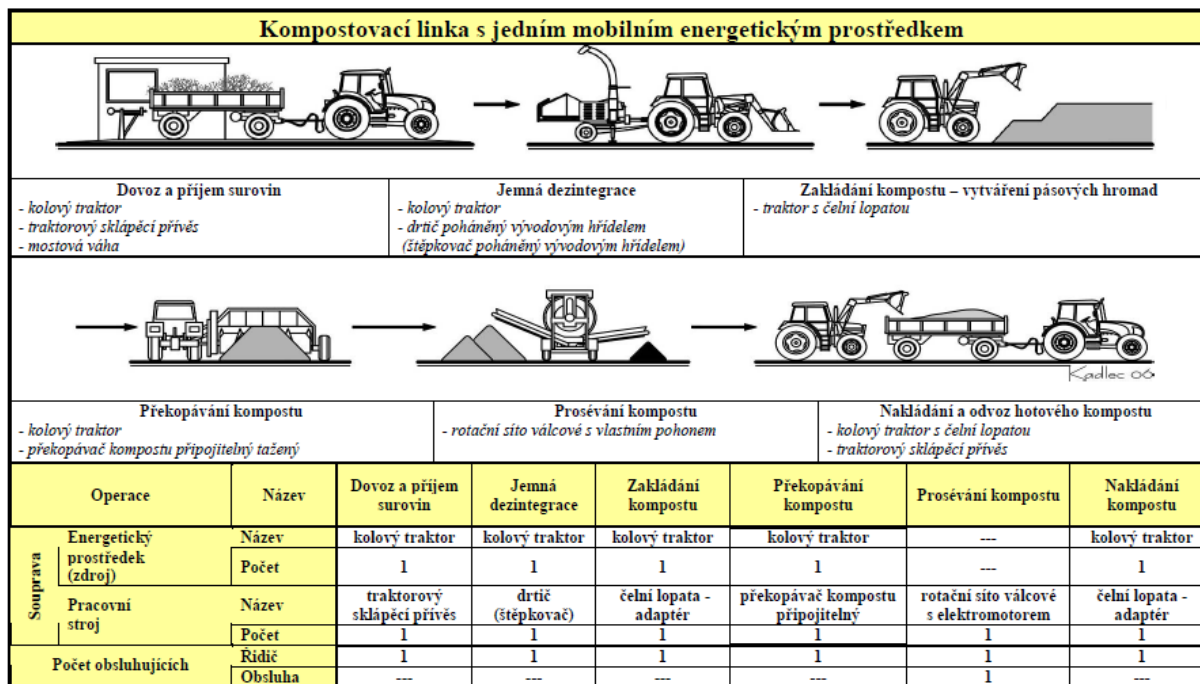 Kompostovací linka s jedním mobilním energetickým prostředkem
Dovoz a příjem surovin
- kolový traktor
- traktorový sklápěcí přívěs
- mostová váha
Jemná dezintegrace
- kolový traktor
- drtič poháněný vývodovým hřídelem
(štěpkovač poháněný vývodovým hřídelem)
Zakládání kompostu – vytváření pásových hromad
- traktor s čelní lopatou
Kadlec 06
Překopávání kompostu
- kolový traktor
- překopávač kompostu připojitelný tažený
Prosévání kompostu
- rotační síto válcové s vlastním pohonem
Nakládání a odvoz hotového kompostu
- kolový traktor s čelní lopatou
- traktorový sklápěcí přívěs
Operace Název Dovoz a příjem surovin Jemná dezintegrace Zakládání kompostu Překopávání kompostu Prosévání kompostu Nakládání kompostu
Souprava
Energetický prostředek (zdroj) Název kolový traktor kolový traktor kolový traktor kolový traktor --- kolový traktor
Počet 1 1 1 1 --- 1
Pracovní stroj Název traktorový sklápěcí přívěs drtič (štěpkovač) čelní lopata - adaptér překopávač kompostu připojitelný rotační síto válcové s elektromotorem čelní lopata - adaptér
Počet 1 1 1 1 1 1
Počet obsluhujících Řidič 1 1 1 1 1 1
Obsluha --- --- --- --- 1 ---